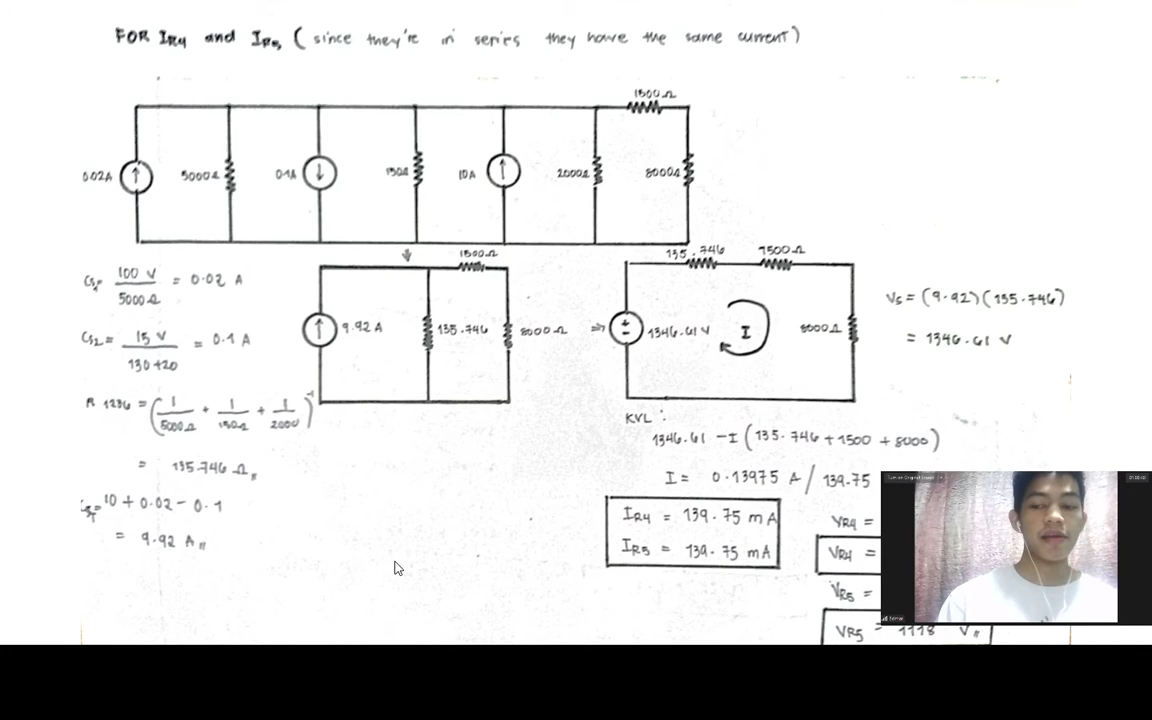 FOR IR4 and IR5 ( since they're in series they have the same current )
1500Ω
0.02A
5000Ω
0.1A
150Ω
10A
2000Ω
8000Ω
Cs1= 100 V / 5000Ω = 0.02 A
Cs2= 15 V / 130+20 = 0.1 A
R 1236 = ( 1/5000Ω + 1/150Ω + 1/2000 )-1
= 135.746 Ω
10 + 0.02 - 0.1
= 9.92 A
1500Ω
9.92 A
135.746
8000 Ω
135.746
1500Ω
1346.61 V
I
8000Ω
Vs = (9.92)(135.746)
= 1346.61 V
KVL :
1346.61 - I (135.746 + 1500 + 8000)
I = 0.13975 A / 139.75
IR4 = 139.75 mA
IR5 = 139.75 mA
VR4 =
VR4 =
VR5 =
VR5 = 1118 V